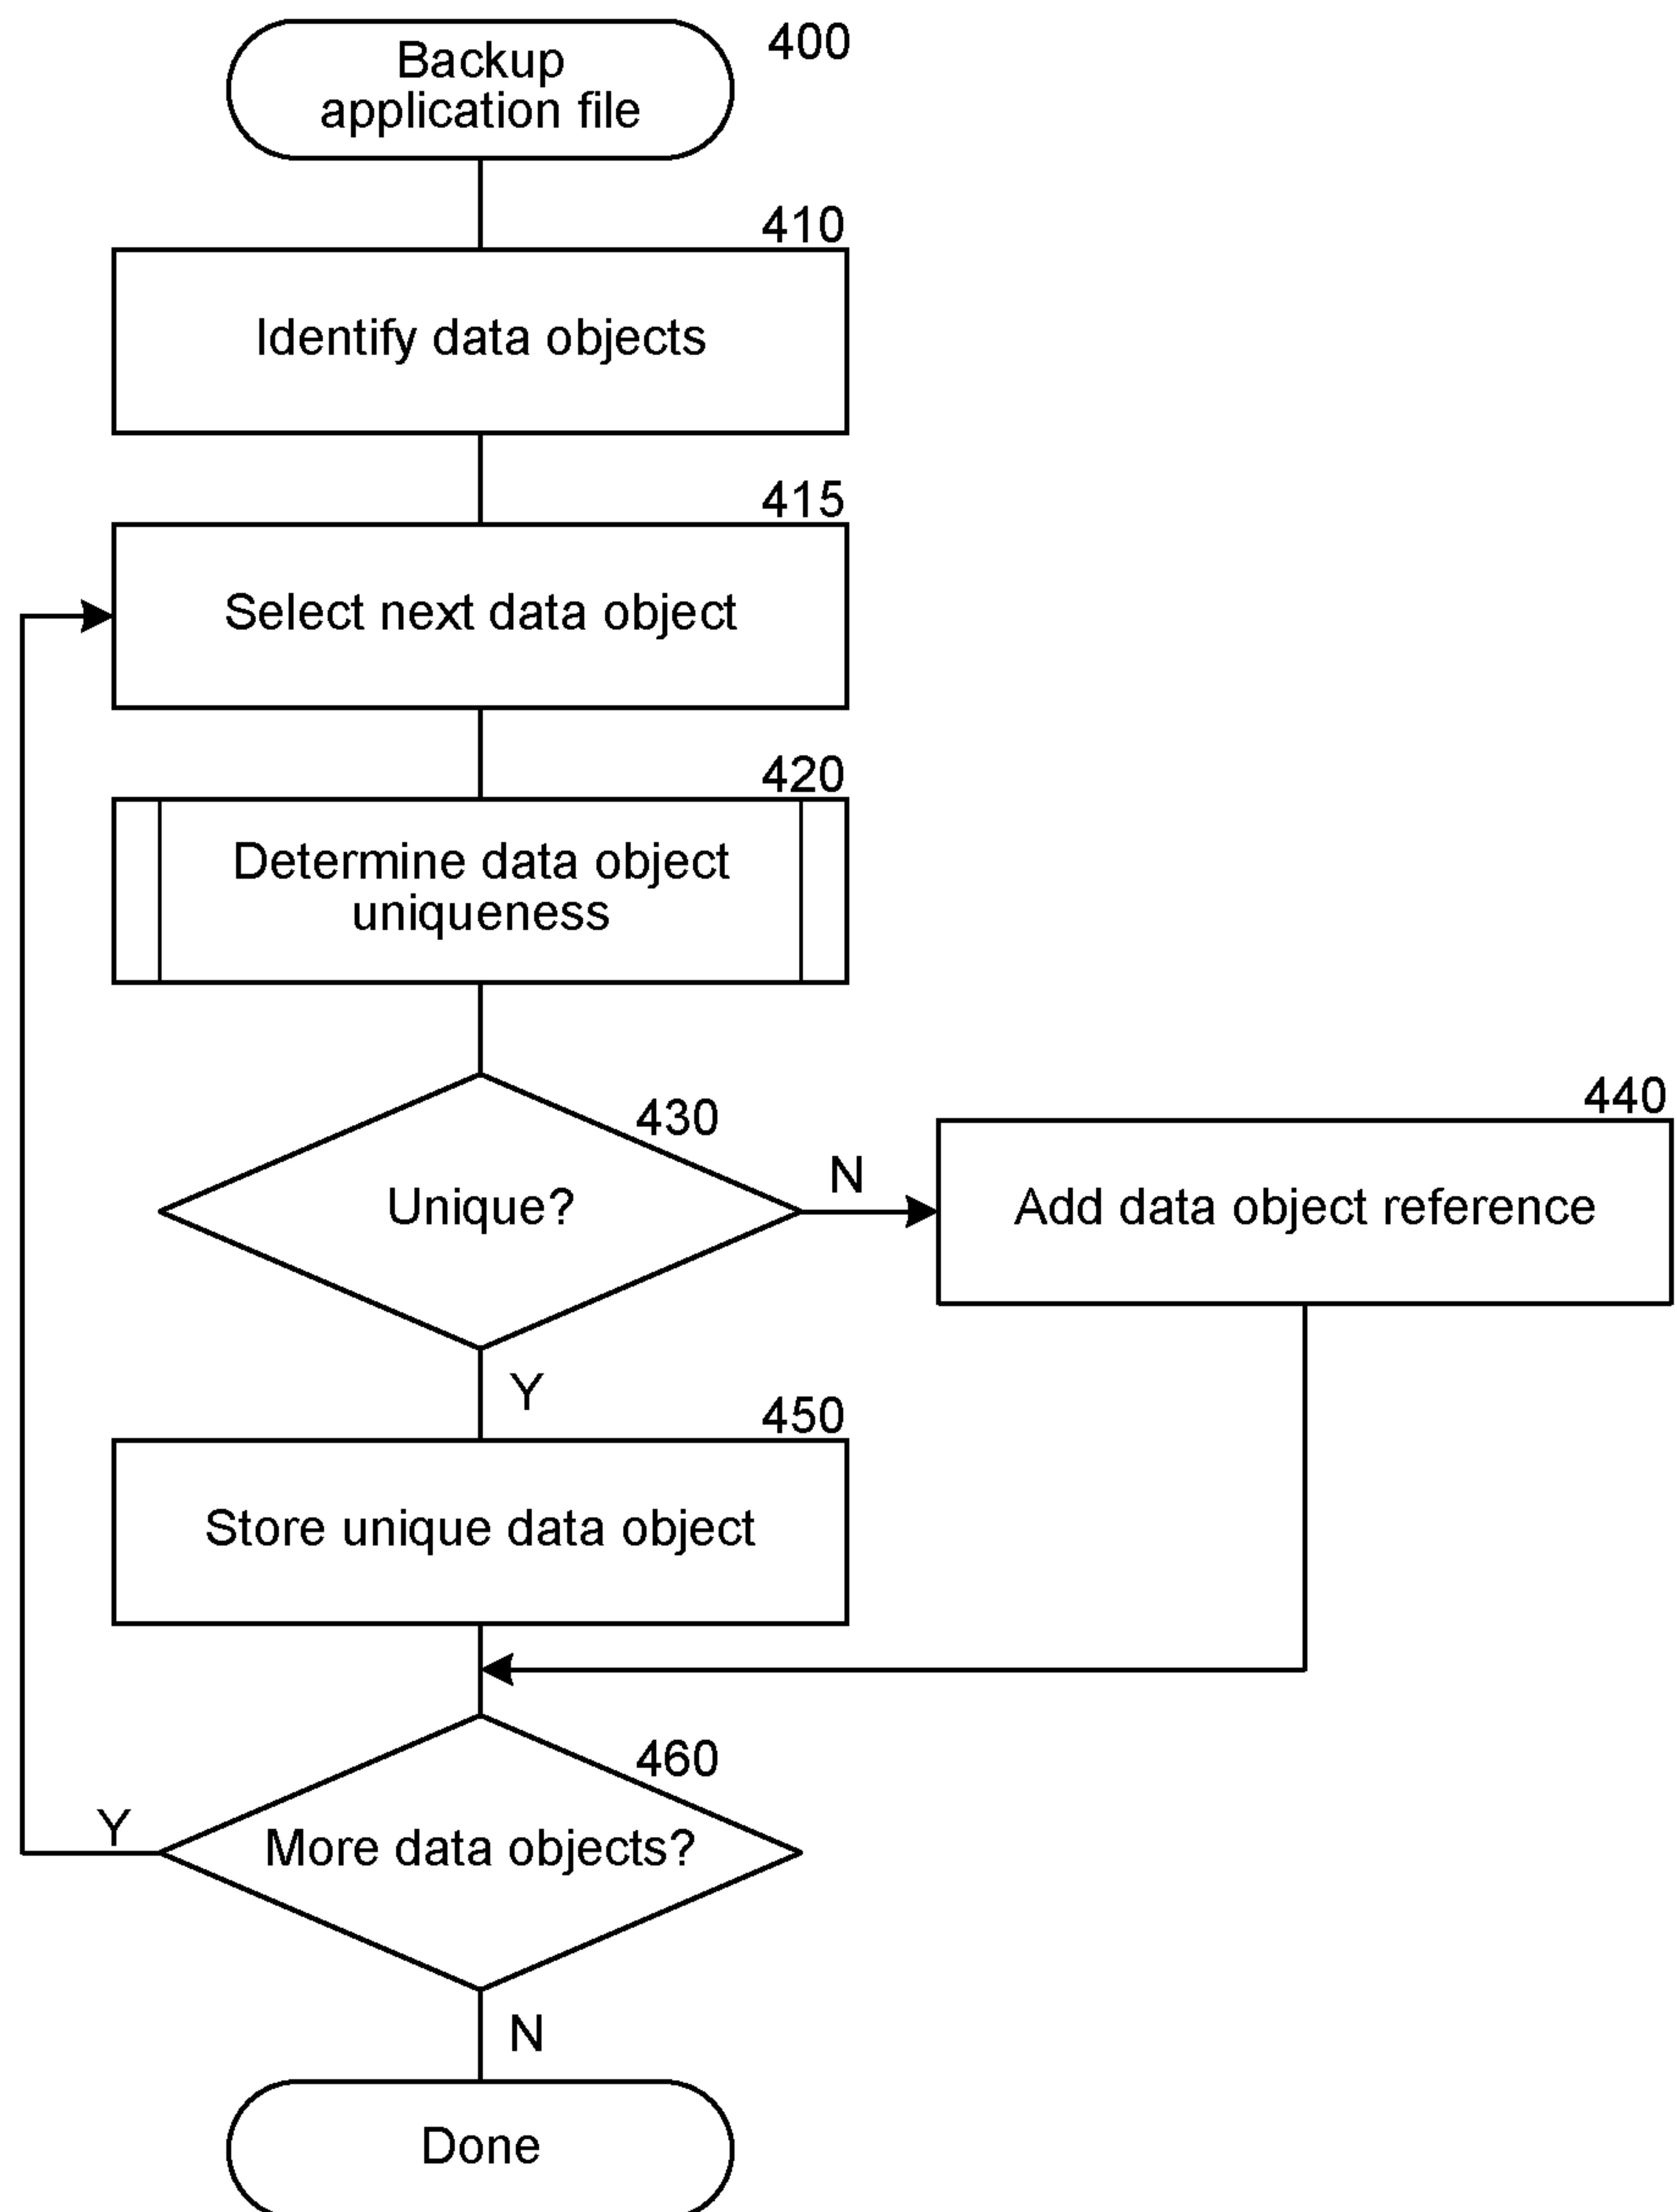 Backup
application file
400
410
Identify data objects
415
Select next data object
420
Determine data object
uniqueness
430
Unique?
N
440
Add data object reference
Y
450
Store unique data object
460
More data objects?
Y
N
Done